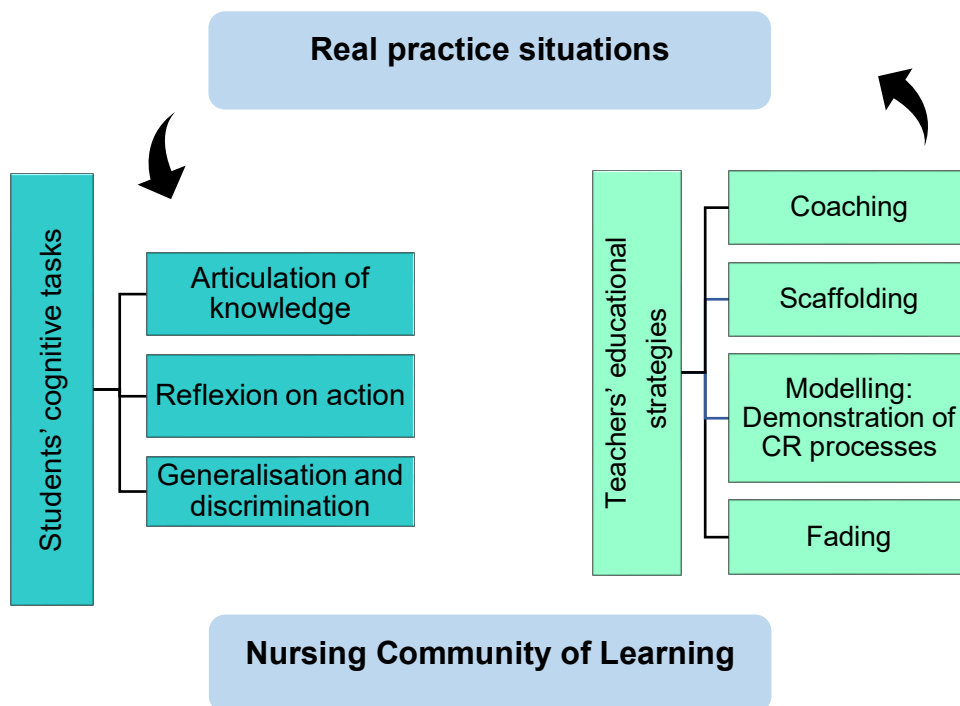 Real practice situations
Students’ cognitive tasks
Articulation of
knowledge
Reflexion on action
Generalisation and
discrimination
Teachers’ educational
strategies
Coaching
Scaffolding
Modelling:
Demonstration of
CR processes
Fading
Nursing Community of Learning